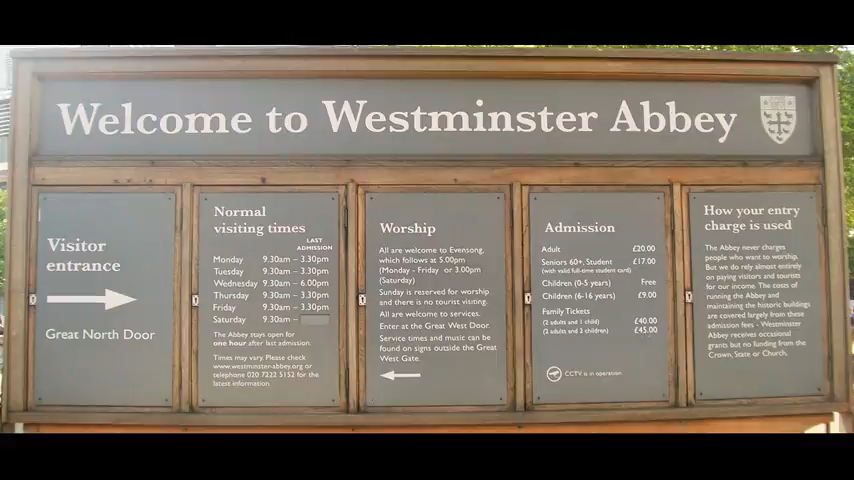 Welcome to Westminster Abbey
Visitor
entrance
Great North Door
Normal
visiting times
LAST
ADMISSION
Monday 9.30am – 3.30pm
Tuesday 9.30am – 3.30pm
Wednesday 9.30am – 6.00pm
Thursday 9.30am – 3.30pm
Friday 9.30am – 3.30pm
Saturday 9.30am –
The Abbey stays open for
one hour after last admission.
Times may vary. Please check
www.westminster-abbey.org or
telephone 020 7222 5152 for the
latest information.
Worship
All are welcome to Evensong,
which follows at 5.00pm
(Monday - Friday or 3.00pm
(Saturday)
Sunday is reserved for worship
and there is no tourist visiting.
All are welcome to services.
Enter at the Great West Door.
Service times and music can be
found on signs outside the Great
West Gate.
Admission
Adult £20.00
Seniors 60+, Student £17.00
(with valid full-time student card)
Children (0-5 years) Free
Children (6-16 years) £9.00
Family Tickets
(2 adults and 1 child) £40.00
(2 adults and 2 children) £45.00
CCTV is in operation
How your entry
charge is used
The Abbey never charges
people who want to worship.
But we do rely almost entirely
on paying visitors and tourists
for our income. The costs of
running the Abbey and
maintaining the historic buildings
are covered largely from these
admission fees - Westminster
Abbey receives occasional
grants but no funding from the
Crown, State or Church.